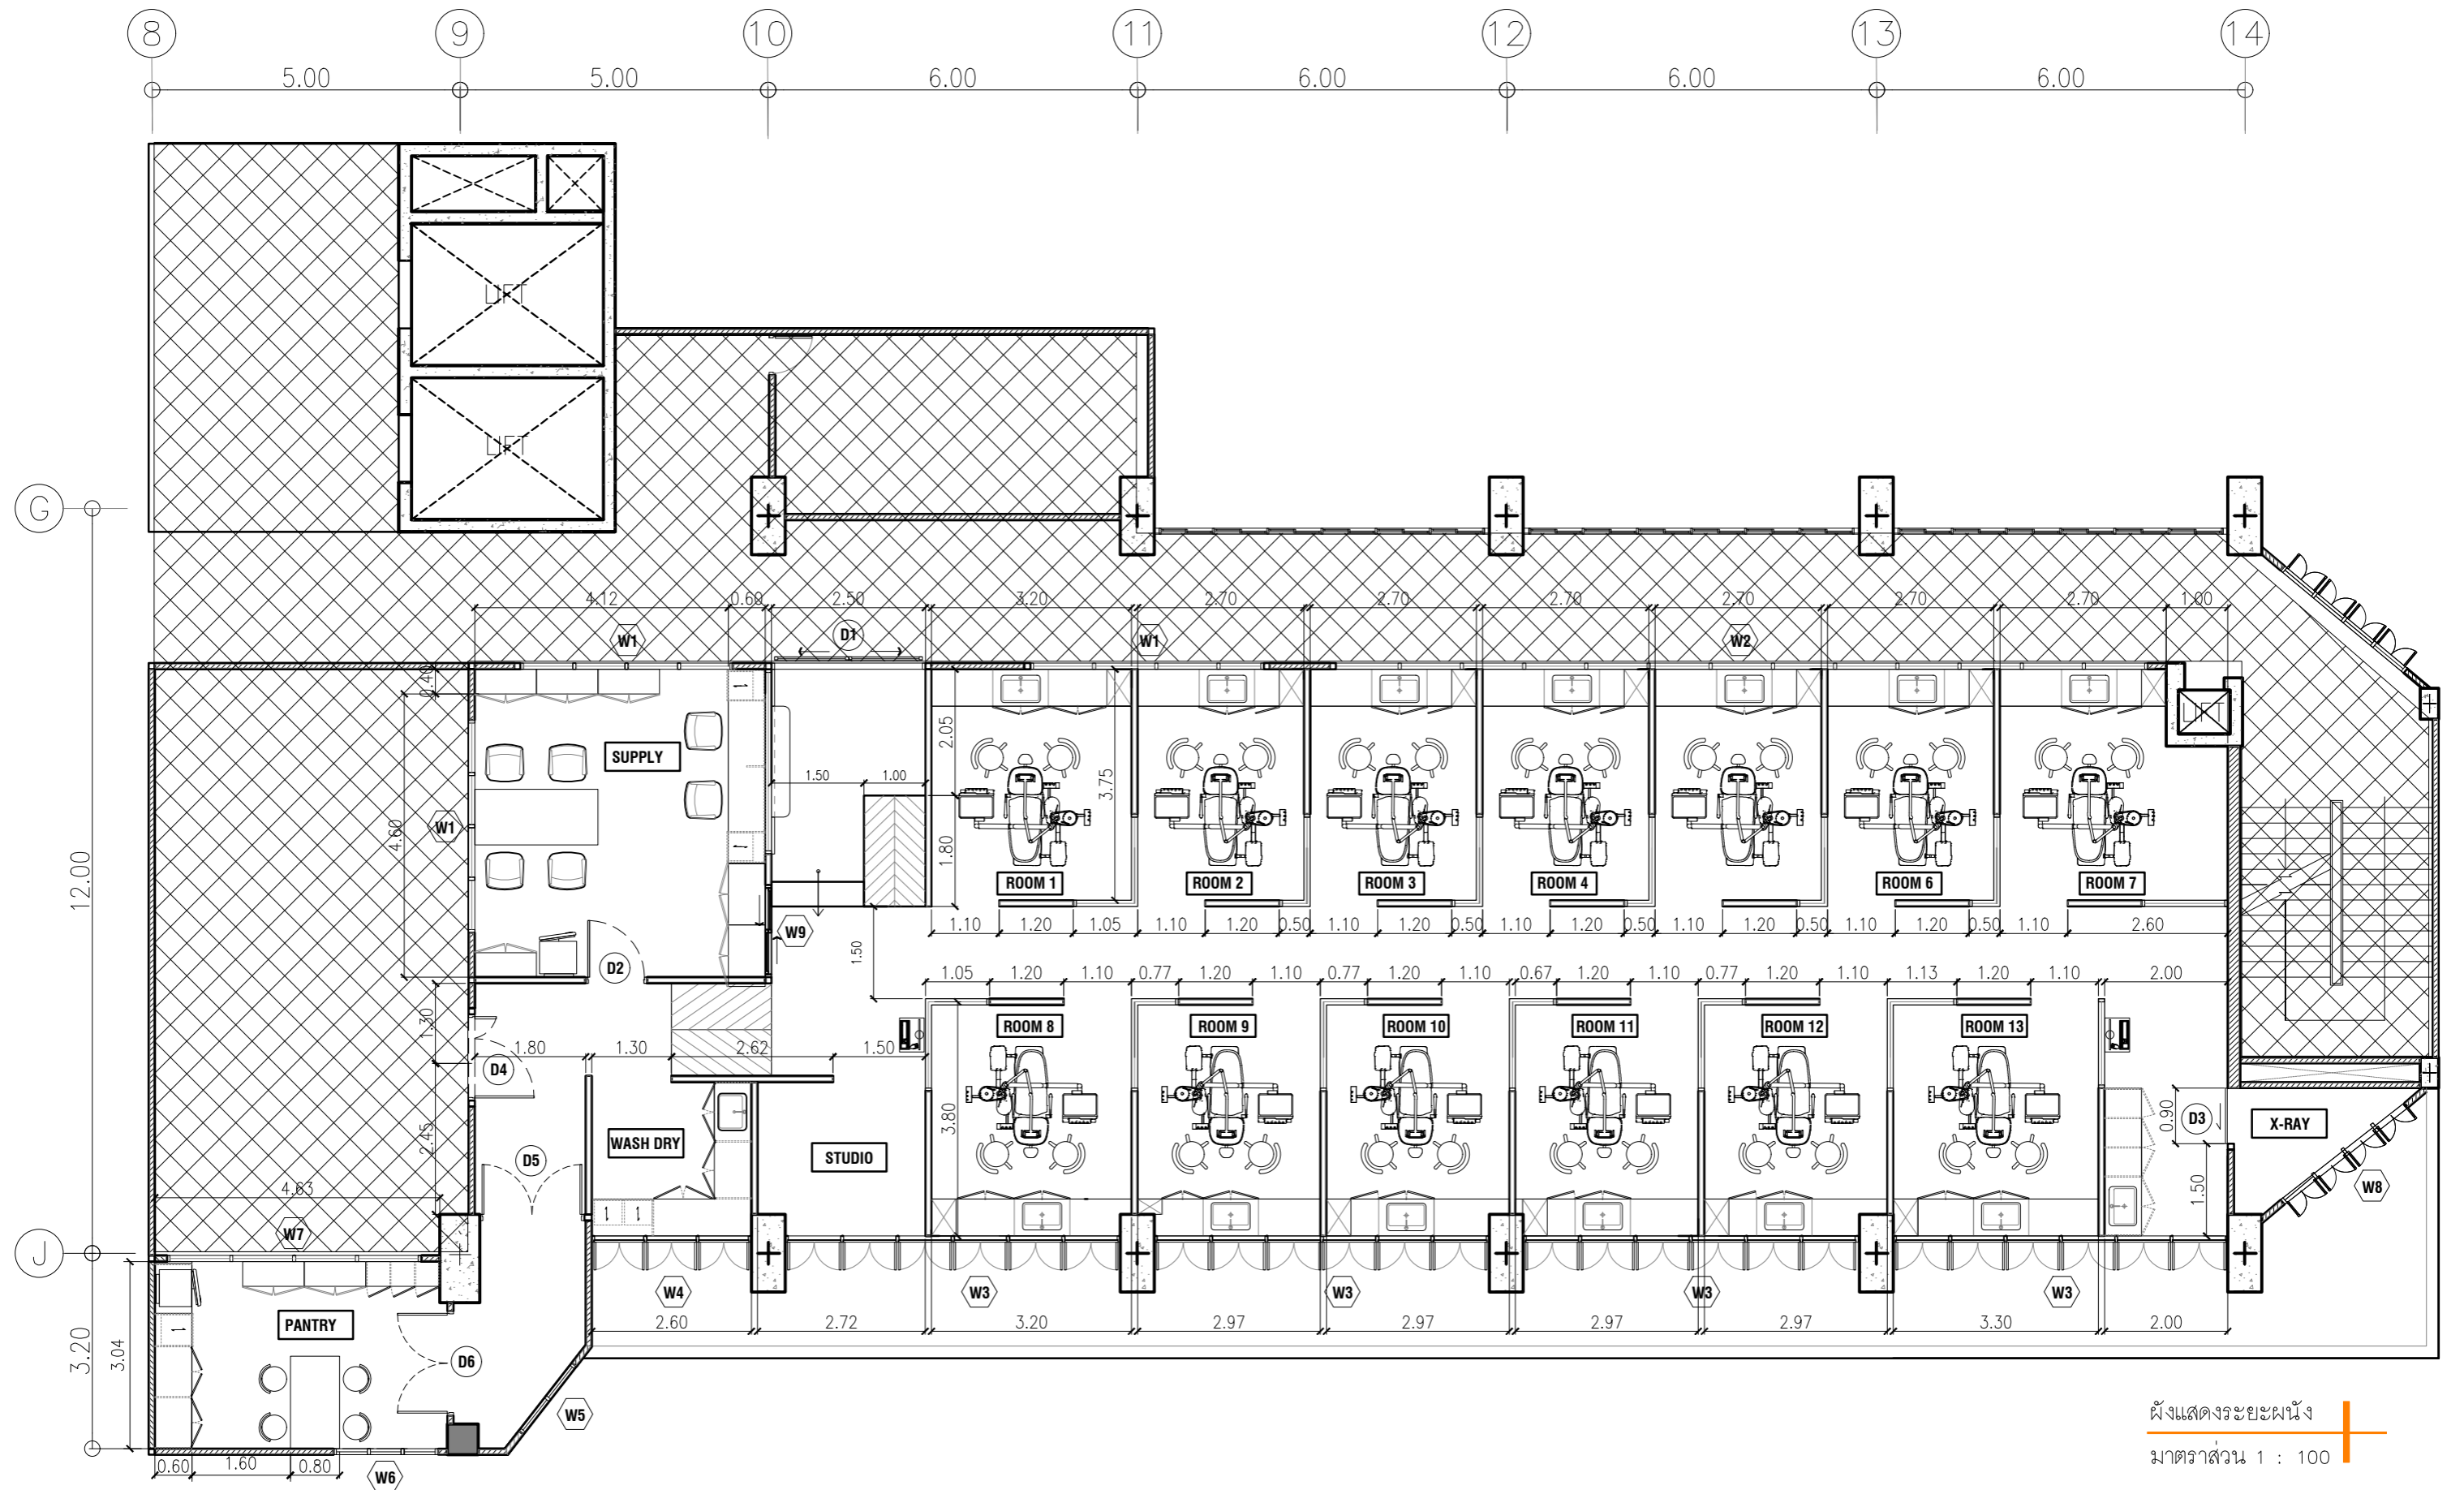 8 9 10 11 12 13 14
5.00 5.00 6.00 6.00 6.00 6.00
LIFT
LIFT
G
4.12 0.60 2.50 3.20 2.70 2.70 2.70 2.70 2.70 2.70 1.00
W1 D1 W1 W2
0.40
LIFT
2.05
SUPPLY
1.50 1.00
3.75
W1
4.60
1.80
12.00
ROOM 1 ROOM 2 ROOM 3 ROOM 4 ROOM 6 ROOM 7
W9
1.10 1.20 1.05 1.10 1.20 0.50 1.10 1.20 0.50 1.10 1.20 0.50 1.10 1.20 0.50 1.10 1.20 0.50 1.10 2.60
1.50
D2
1.05 1.20 1.10 0.77 1.20 1.10 0.77 1.20 1.10 0.67 1.20 1.10 0.77 1.20 1.10 1.13 1.20 1.10 2.00
1.30
ROOM 8 ROOM 9 ROOM 10 ROOM 11 ROOM 12 ROOM 13
1.80 1.30 2.62 1.50
D4
3.80
0.90
D3
X-RAY
2.45
WASH DRY
STUDIO
D5
4.63
W8
1.50
W7
J
W4 W3 W3 W3 W3
PANTRY
2.60 2.72 3.20 2.97 2.97 2.97 2.97 3.30 2.00
3.20
3.04
D6
W5
0.60 1.60 0.80
W6
ผังแสดงระยะผนัง
มาตราส่วน 1 : 100